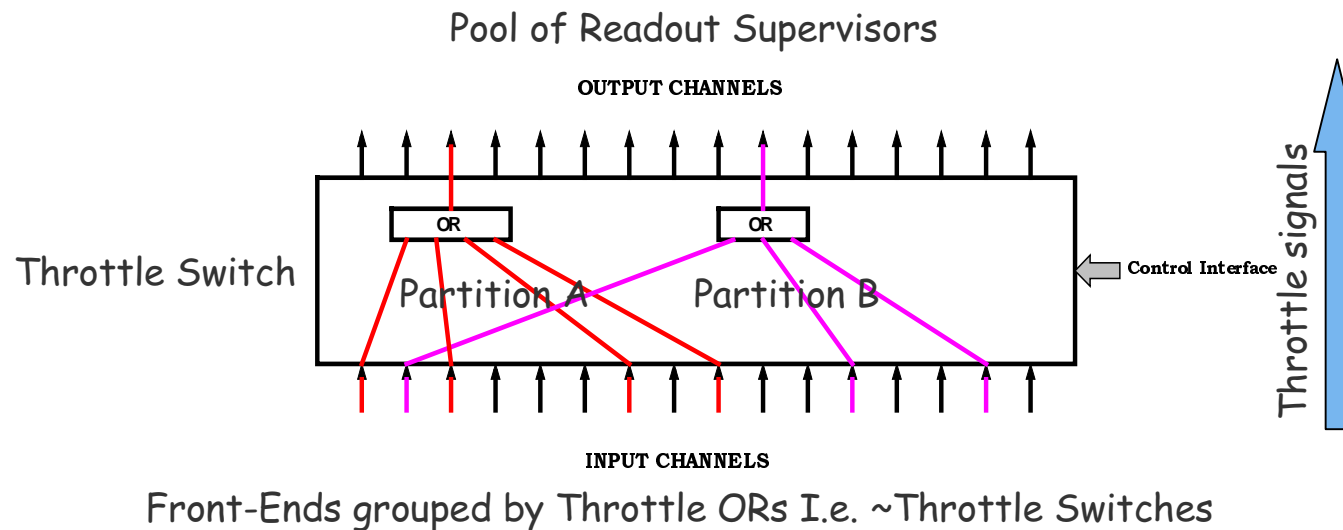 Pool of Readout Supervisors
OUTPUT CHANNELS
OR
OR
Throttle Switch
Partition A
Partition B
Control Interface
Throttle signals
INPUT CHANNELS
Front-Ends grouped by Throttle ORs I.e. ~Throttle Switches